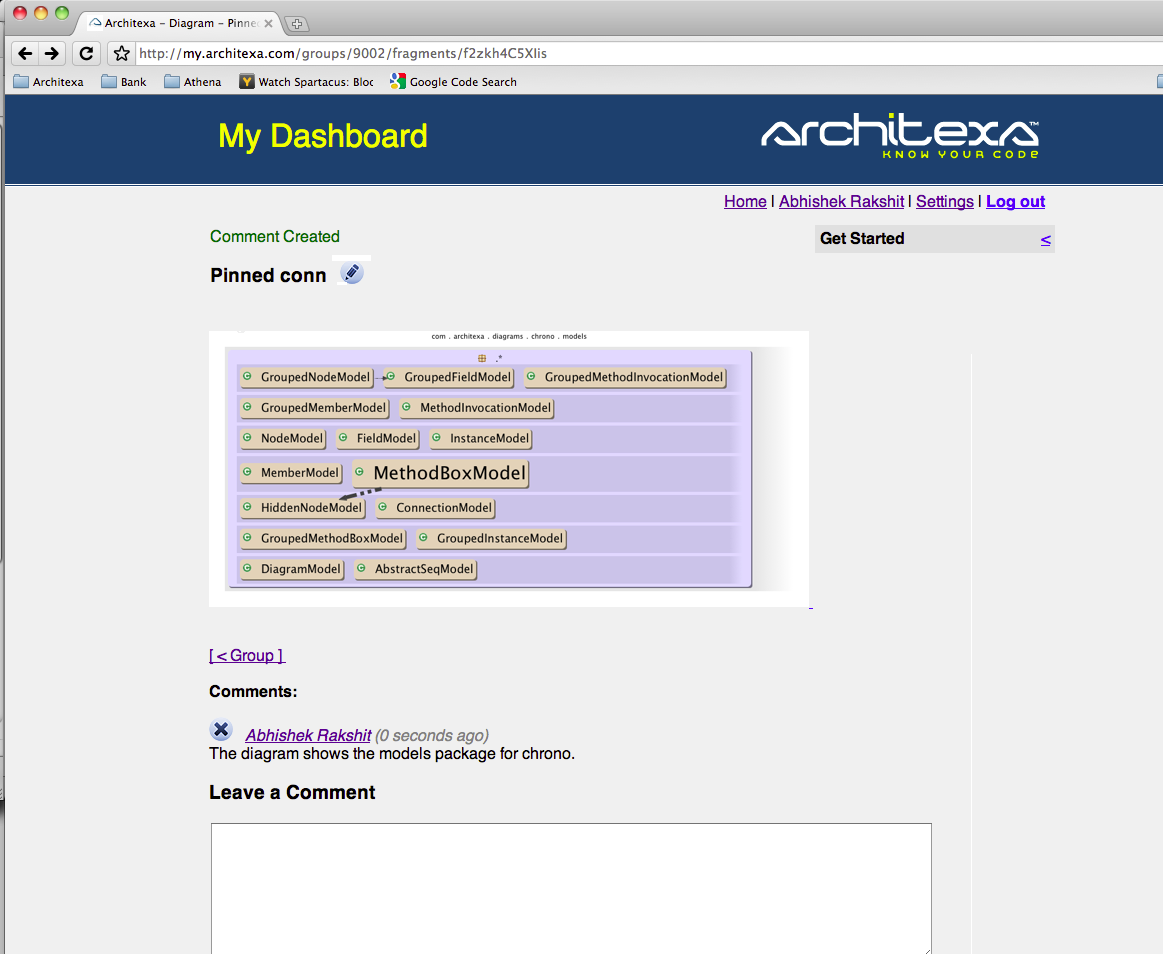 Architexa – Diagram – Pinne
http://my.architexa.com/groups/9002/fragments/f2zkh4C5XIis
Architexa Bank Athena Watch Spartacus: Bloc Google Code Search
My Dashboard
architexa™
KNOW YOUR CODE
Home | Abhishek Rakshit | Settings | Log out
Comment Created
Get Started <
Pinned conn
com . architexa . diagrams . chrono . models
.*
GroupedNodeModel GroupedFieldModel GroupedMethodInvocationModel
GroupedMemberModel MethodInvocationModel
NodeModel FieldModel InstanceModel
MemberModel MethodBoxModel
HiddenNodeModel ConnectionModel
GroupedMethodBoxModel GroupedInstanceModel
DiagramModel AbstractSeqModel
[ < Group ]
Comments:
Abhishek Rakshit (0 seconds ago)
The diagram shows the models package for chrono.
Leave a Comment